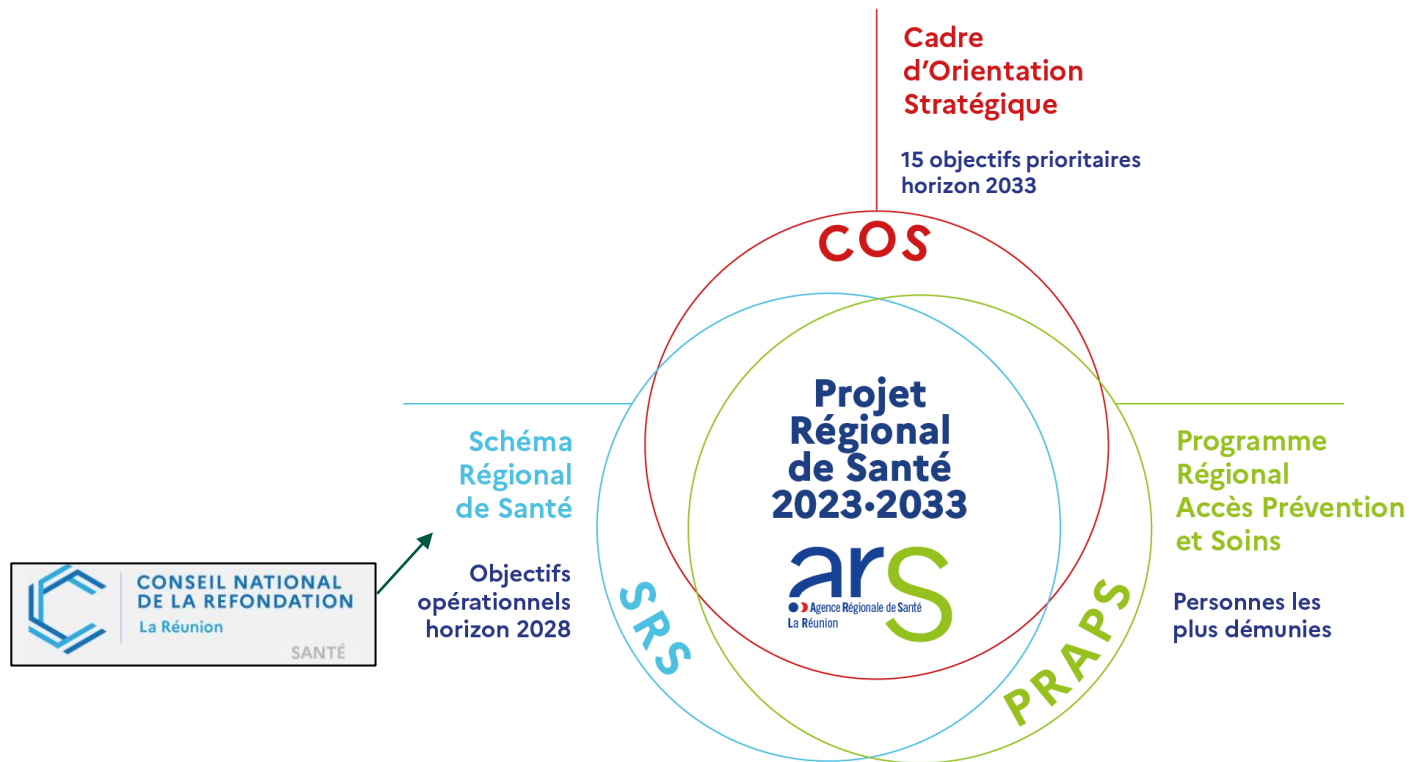 Cadre
d'Orientation
Stratégique
15 objectifs prioritaires
horizon 2033
COS
Projet
Régional
de Santé
2023•2033
ars
Agence Régionale de Santé
La Réunion
Schéma
Régional
de Santé
Objectifs
opérationnels
horizon 2028
SRS
CONSEIL NATIONAL
DE LA REFONDATION
La Réunion
SANTÉ
Programme
Régional
Accès Prévention
et Soins
Personnes les
plus démunies
PRAPS